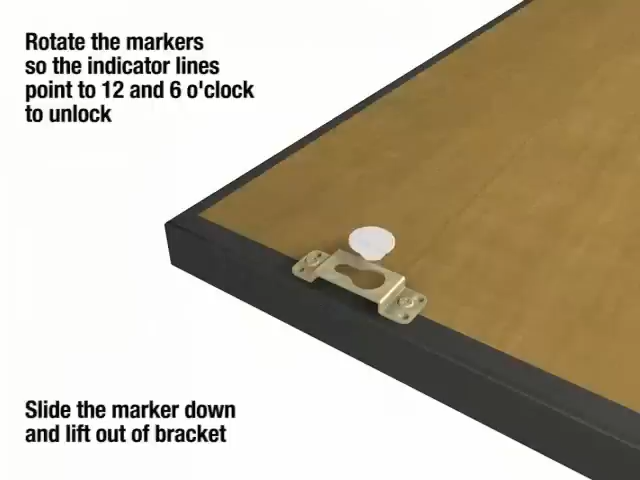 Rotate the markers
so the indicator lines
point to 12 and 6 o'clock
to unlock
Slide the marker down
and lift out of bracket